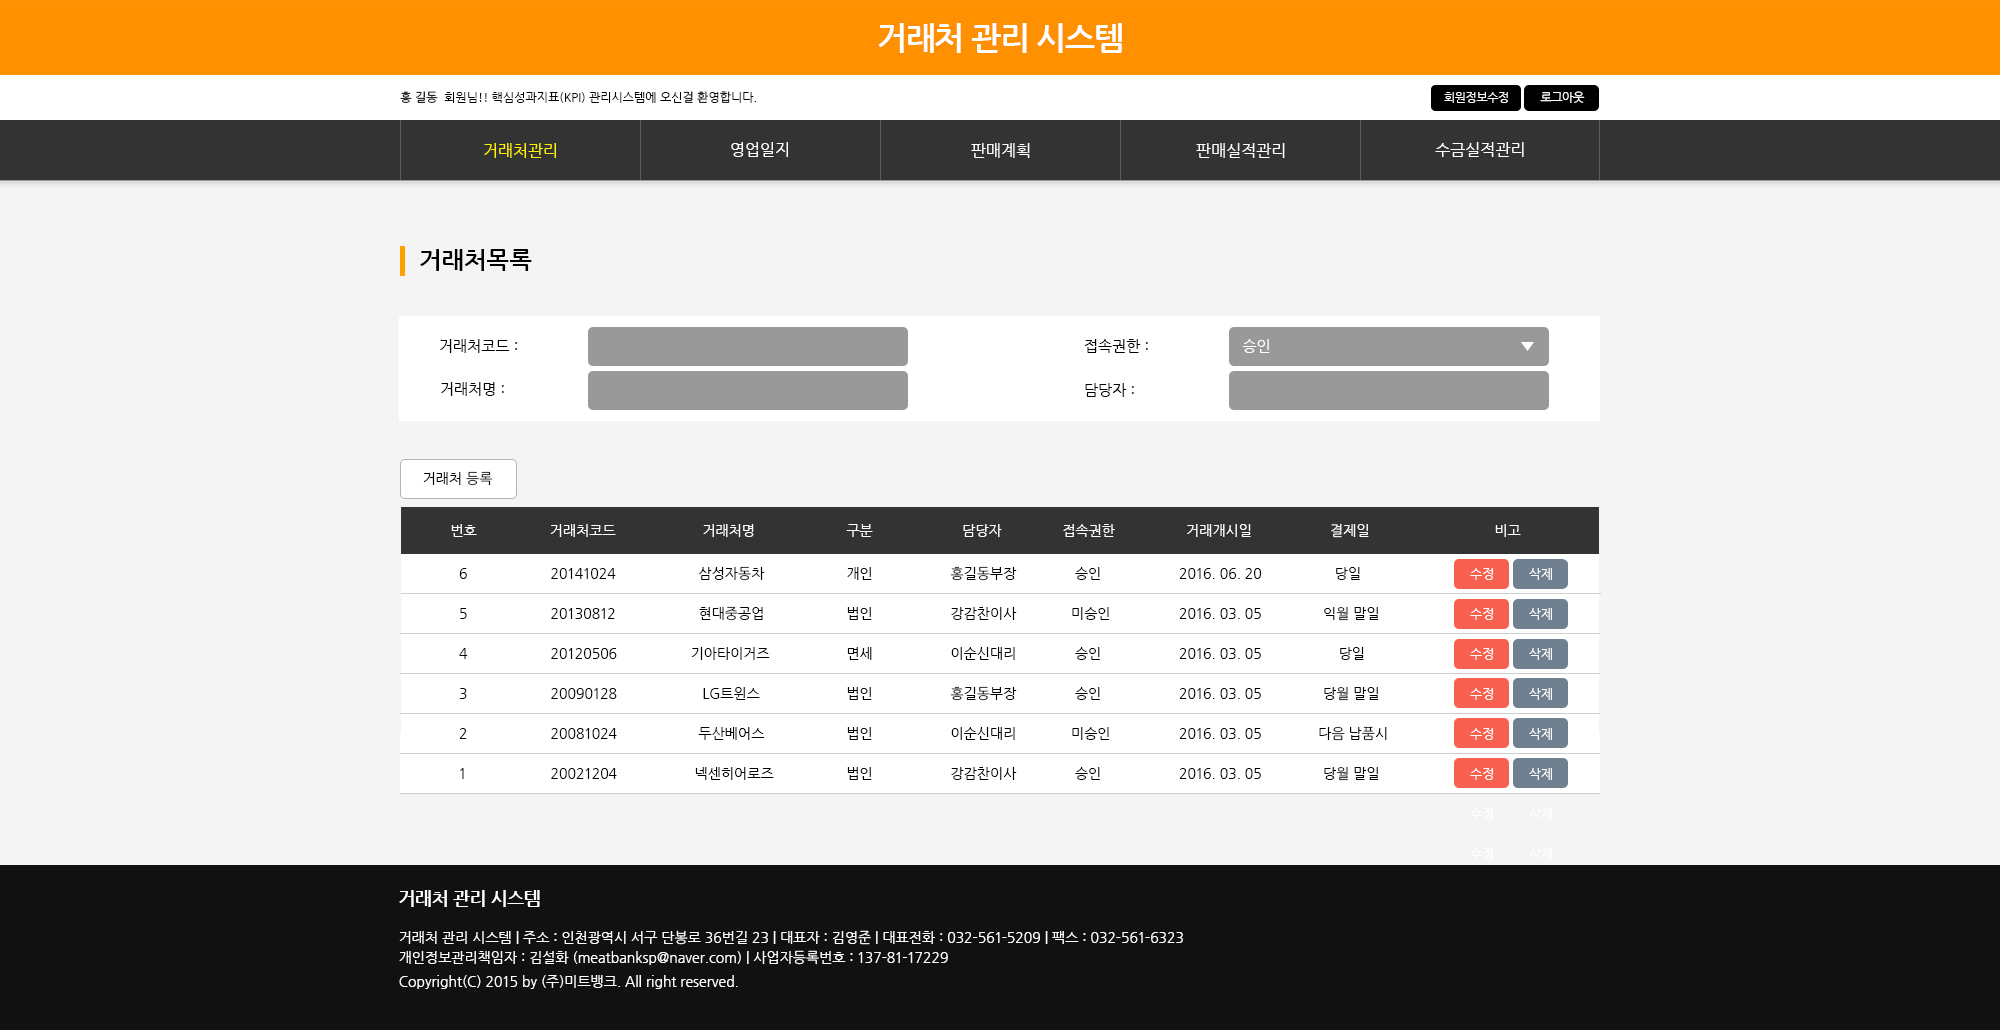 거래처 관리 시스템
홍 길동 회원님!! 핵심성과지표(KPI) 관리시스템에 오신걸 환영합니다. 회원정보수정 로그아웃
거래처관리 영업일지 판매계획 판매실적관리 수금실적관리
거래처목록
거래처코드 : 접속권한 : 승인
거래처명 : 담당자 :
거래처 등록
번호 거래처코드 거래처명 구분 담당자 접속권한 거래개시일 결제일 비고
6 20141024 삼성자동차 개인 홍길동부장 승인 2016. 06. 20 당일 수정 삭제
5 20130812 현대중공업 법인 강감찬이사 미승인 2016. 03. 05 익월 말일 수정 삭제
4 20120506 기아타이거즈 면세 이순신대리 승인 2016. 03. 05 당일 수정 삭제
3 20090128 LG트윈스 법인 홍길동부장 승인 2016. 03. 05 당월 말일 수정 삭제
2 20081024 두산베어스 법인 이순신대리 미승인 2016. 03. 05 다음 납품시 수정 삭제
1 20021204 넥센히어로즈 법인 강감찬이사 승인 2016. 03. 05 당월 말일 수정 삭제
수정 삭제
수정 삭제
거래처 관리 시스템
거래처 관리 시스템 | 주소 : 인천광역시 서구 단봉로 36번길 23 | 대표자 : 김영준 | 대표전화 : 032-561-5209 | 팩스 : 032-561-6323
개인정보관리책임자 : 김설화 (meatbanksp@naver.com) | 사업자등록번호 : 137-81-17229
Copyright(C) 2015 by (주)미트뱅크. All right reserved.